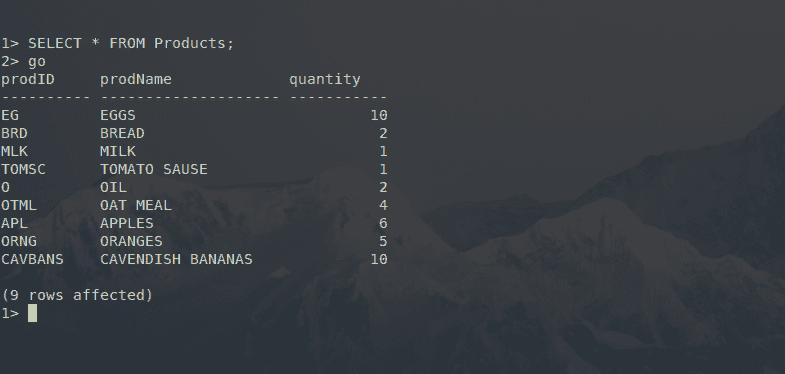 1> SELECT * FROM Products;
2> go
prodID     prodName             quantity
---------- -------------------- -----------
EG         EGGS                          10
BRD        BREAD                          2
MLK        MILK                           1
TOMSC      TOMATO SAUSE                   1
O          OIL                            2
OTML       OAT MEAL                       4
APL        APPLES                         6
ORNG       ORANGES                        5
CAVBANS    CAVENDISH BANANAS             10
(9 rows affected)
1>